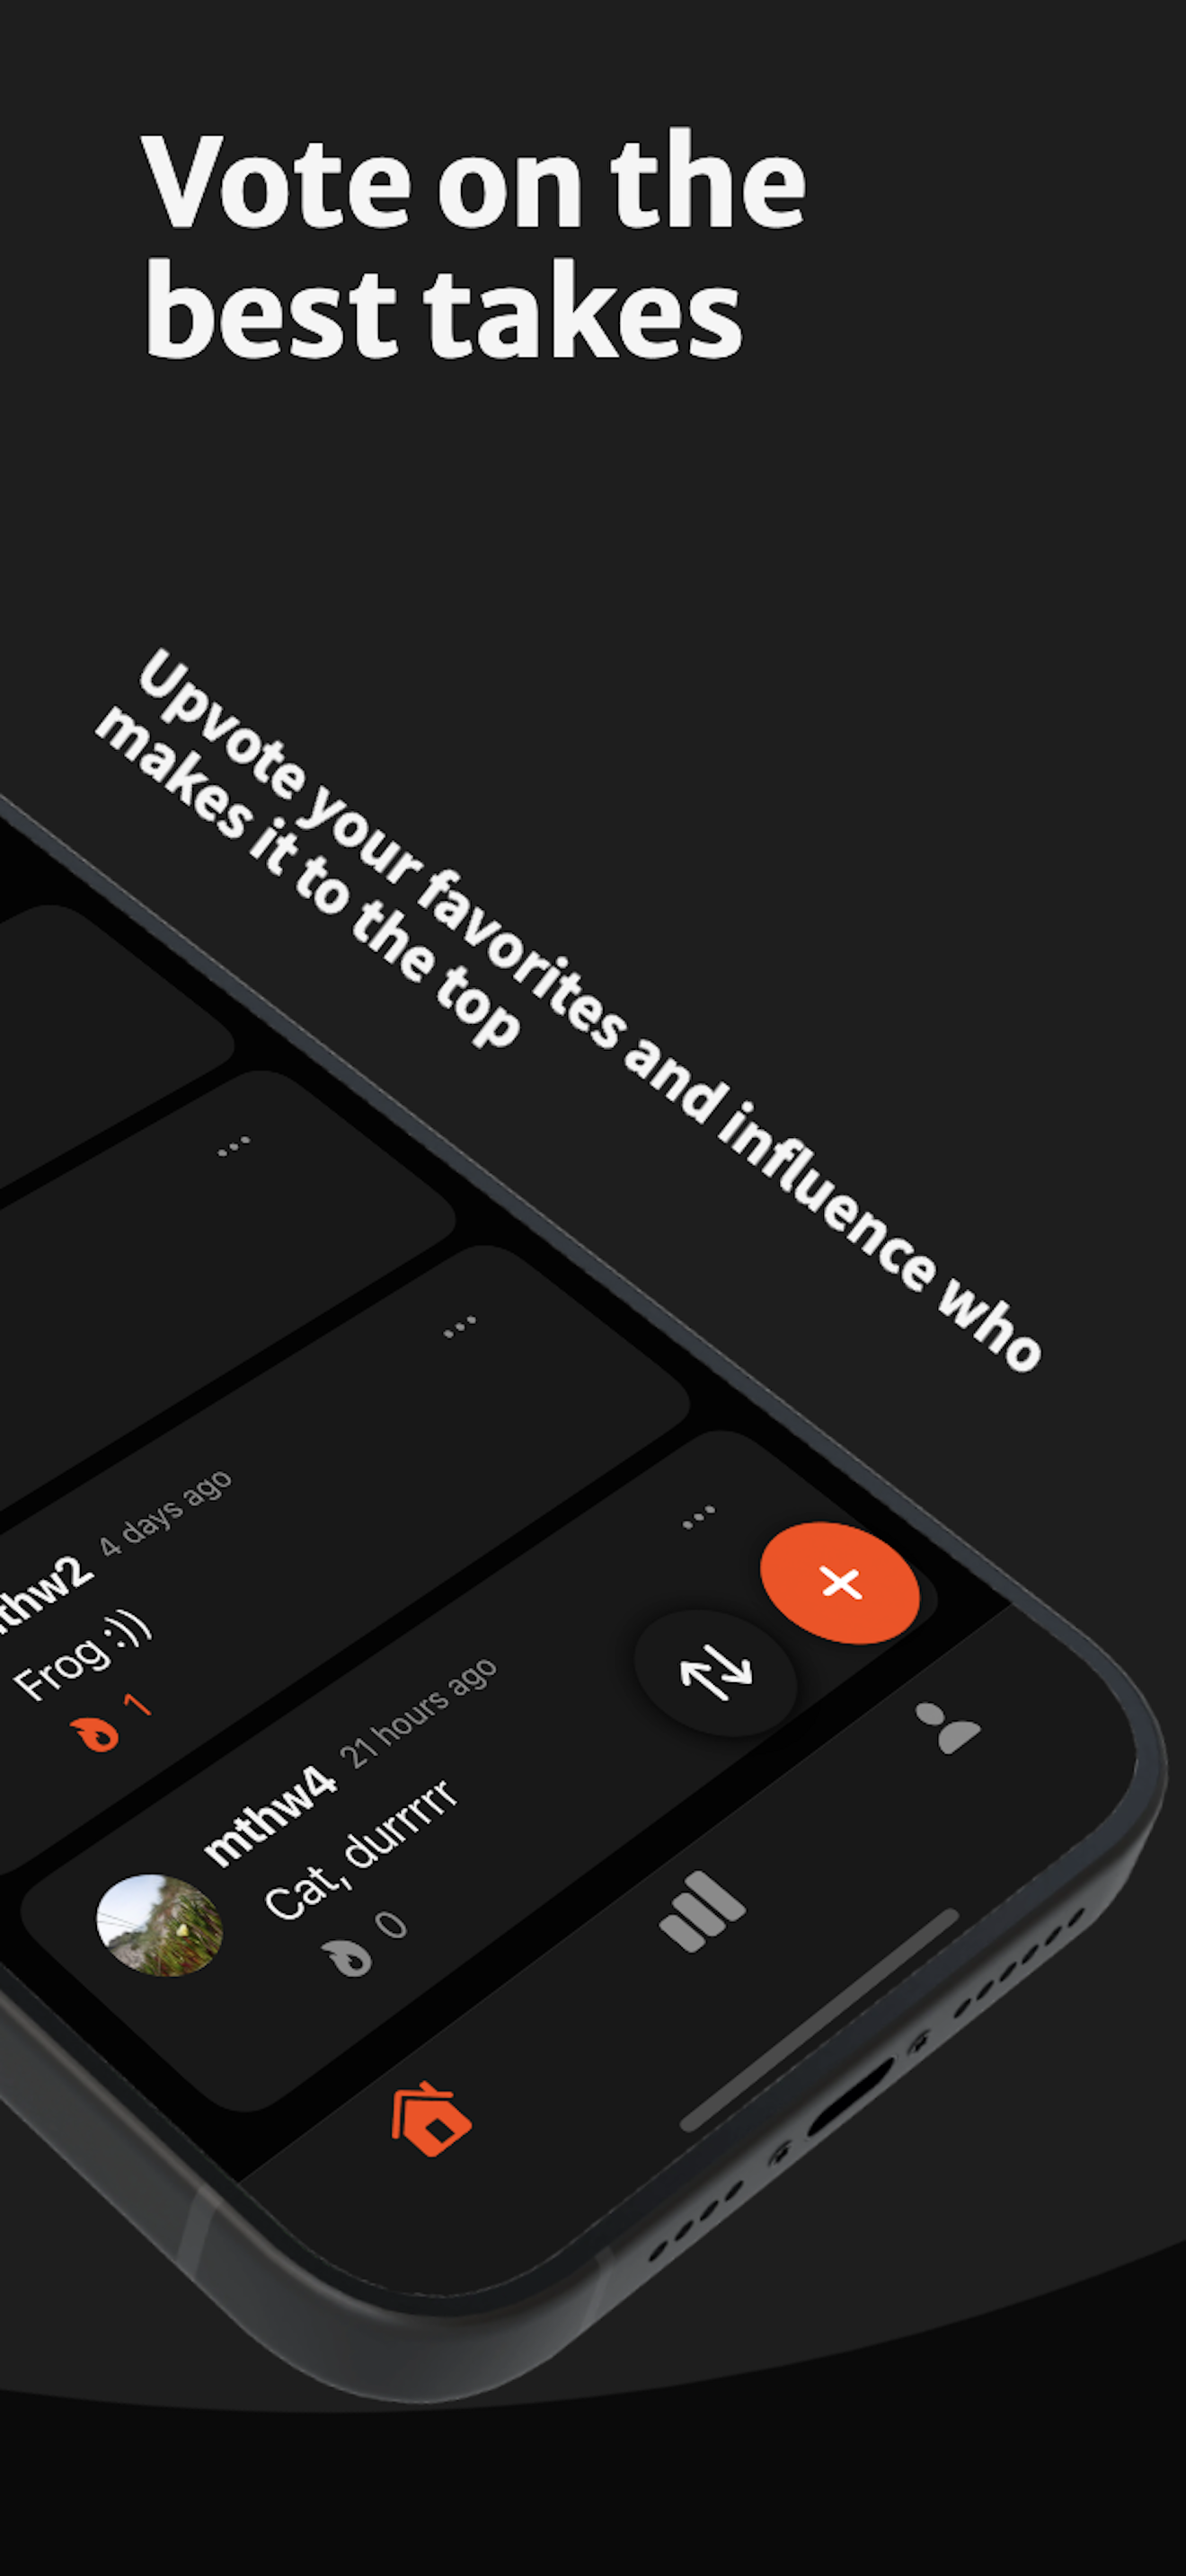 Vote on the
best takes
Upvote your favorites and influence who
makes it to the top
4 days ago
Frog :)))
1
mthw4 21 hours ago
Cat, durrrrr
0